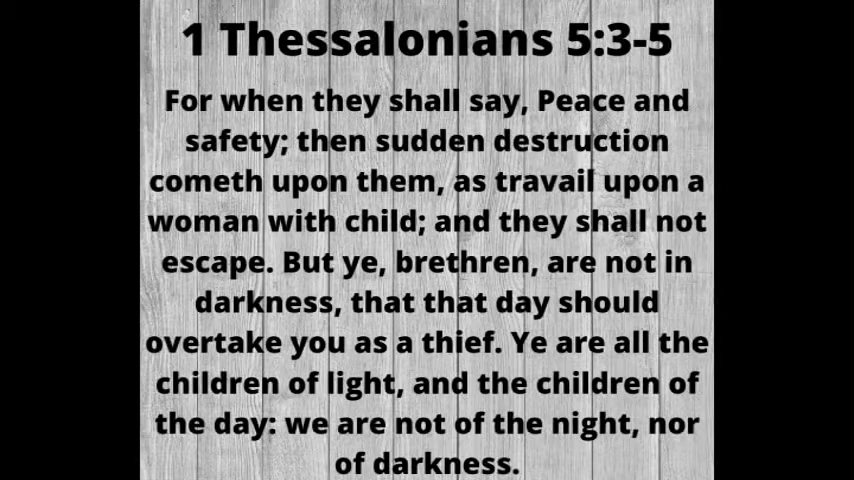 1 Thessalonians 5:3-5
For when they shall say, Peace and
safety; then sudden destruction
cometh upon them, as travail upon a
woman with child; and they shall not
escape. But ye, brethren, are not in
darkness, that that day should
overtake you as a thief. Ye are all the
children of light, and the children of
the day: we are not of the night, nor
of darkness.